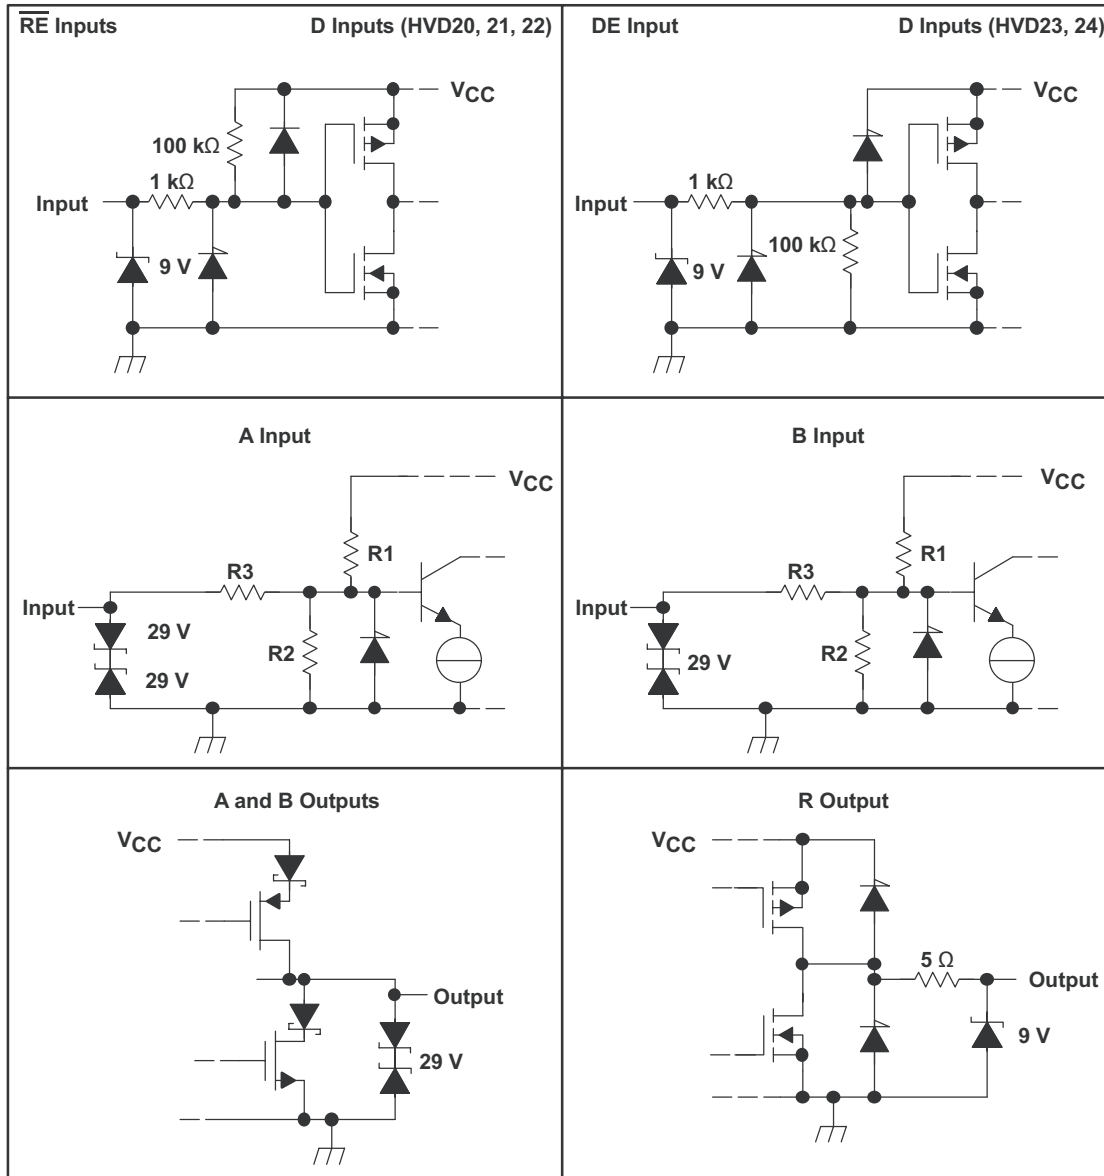 RE Inputs D Inputs (HVD20, 21, 22)
VCC
100 kΩ
1 kΩ
Input
9 V
DE Input D Inputs (HVD23, 24)
VCC
1 kΩ
Input
100 kΩ
9 V
A Input
VCC
R1
R3
Input
29 V
R2
29 V
B Input
VCC
R1
R3
Input
R2
29 V
A and B Outputs
VCC
Output
29 V
R Output
VCC
5 Ω
Output
9 V